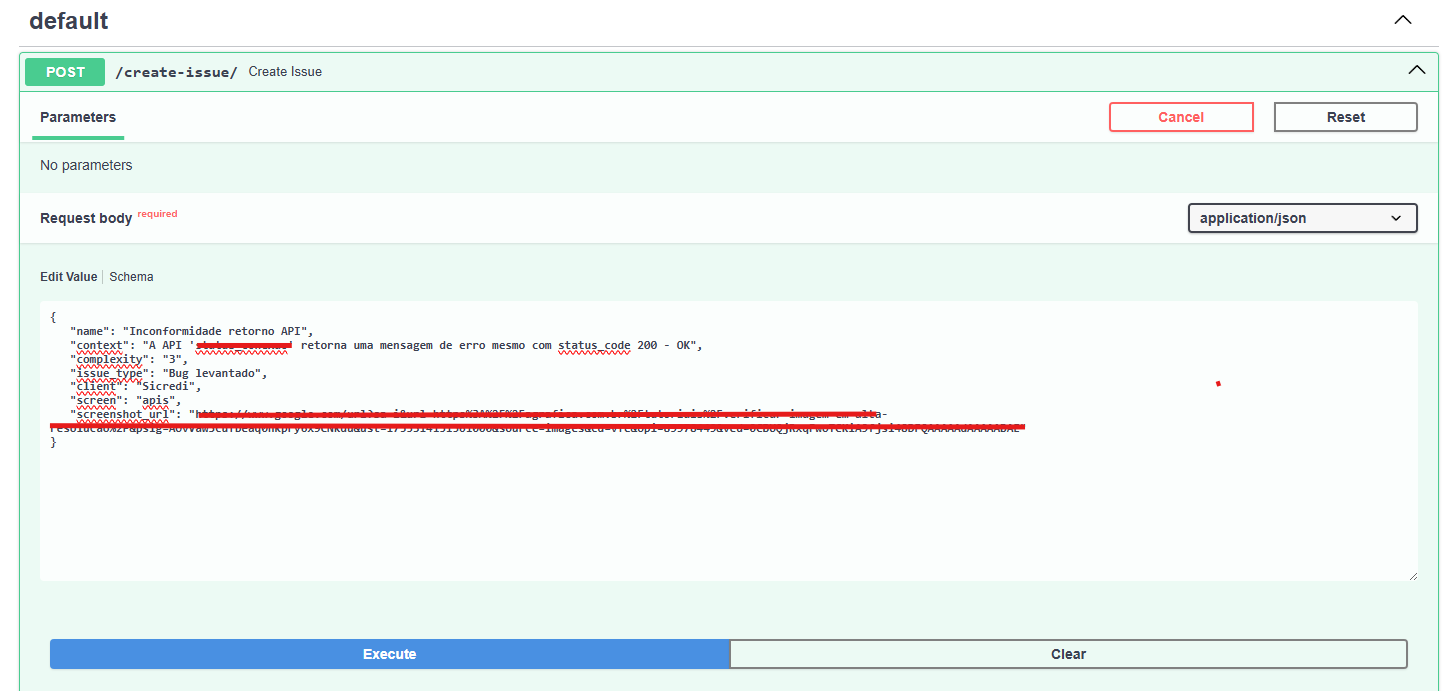 default
POST /create-issue/ Create Issue
Parameters
Cancel
Reset
No parameters
Request body required
application/json
Edit Value | Schema
{
"name": "Inconformidade retorno API",
"context": "A API ' ' retorna uma mensagem de erro mesmo com status_code 200 - OK",
"complexity": "3",
"issue_type": "Bug levantado",
"client": "Sicredi",
"screen": "apis",
"screenshot_url": "
}
Execute
Clear